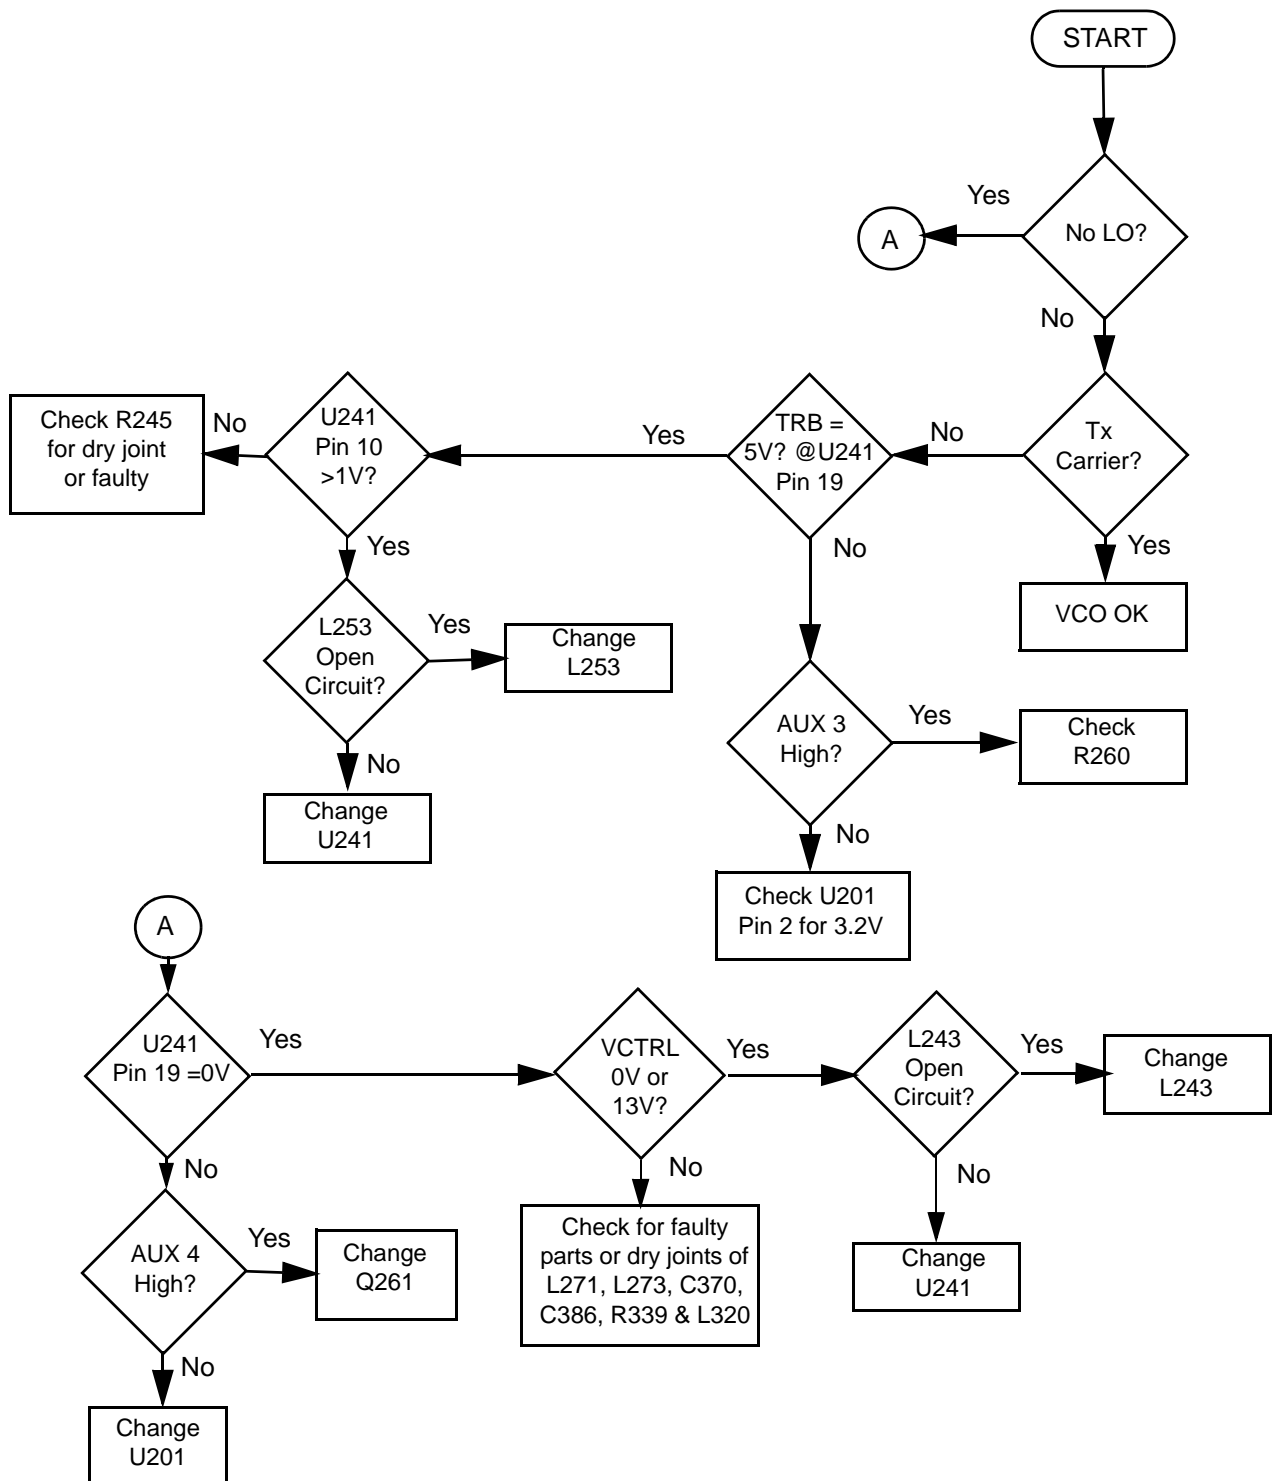 START
No LO?
Yes
A
No
Tx
Carrier?
Yes
VCO OK
No
TRB =
5V? @U241
Pin 19
Yes
U241
Pin 10
>1V?
No
Check R245
for dry joint
or faulty
Yes
L253
Open
Circuit?
Yes
Change
L253
No
Change
U241
No
AUX 3
High?
Yes
Check
R260
No
Check U201
Pin 2 for 3.2V
A
U241
Pin 19 =0V
Yes
VCTRL
0V or
13V?
Yes
L243
Open
Circuit?
Yes
Change
L243
No
Change
U241
No
Check for faulty
parts or dry joints of
L271, L273, C370,
C386, R339 & L320
No
AUX 4
High?
Yes
Change
Q261
No
Change
U201